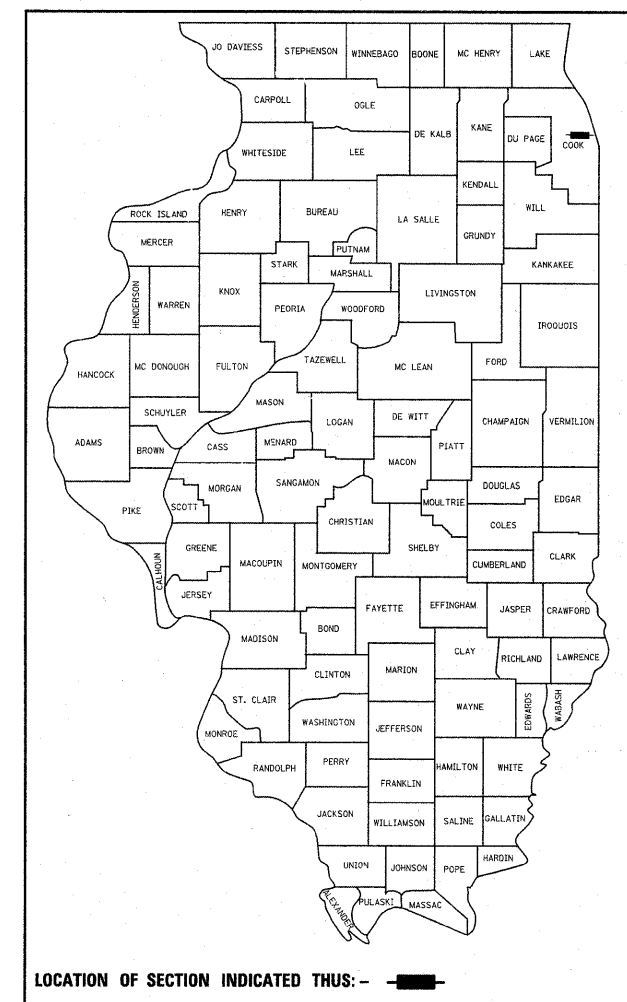 JO DAVIESS
STEPHENSON
WINNEBAGO
BOONE
MC HENRY
LAKE
CARPOLL
OGLE
DE KALB
KANE
DU PAGE
COOK
WHITESIDE
LEE
KENDALL
WILL
ROCK ISLAND
HENRY
BUREAU
LA SALLE
GRUNDY
MERCER
PUTNAM
STARK
MARSHALL
KANKAKEE
HENDERSON
WARREN
KNOX
PEORIA
WOODFORD
LIVINGSTON
IROQUOIS
HANCOCK
MC DONOUGH
FULTON
TAZEWELL
MC LEAN
FORD
SCHUYLER
MASON
LOGAN
DE WITT
CHAMPAIGN
VERMILION
ADAMS
BROWN
CASS
MENARD
MACON
PIATT
PIKE
SCOTT
MORGAN
SANGAMON
CHRISTIAN
MOULTRIE
DOUGLAS
EDGAR
COLES
CALHOUN
GREENE
MACOUPIN
MONTGOMERY
SHELBY
CUMBERLAND
CLARK
JERSEY
FAYETTE
EFFINGHAM
JASPER
CRAWFORD
MADISON
BOND
CLAY
RICHLAND
LAWRENCE
CLINTON
MARION
ST. CLAIR
WAYNE
EDWARDS
WABASH
WASHINGTON
JEFFERSON
MONROE
RANDOLPH
PERRY
HAMILTON
WHITE
FRANKLIN
JACKSON
WILLIAMSON
SALINE
GALLATIN
UNION
JOHNSON
POPE
HARDIN
ALEXANDER
PULASKI
MASSAC
LOCATION OF SECTION INDICATED THUS: -